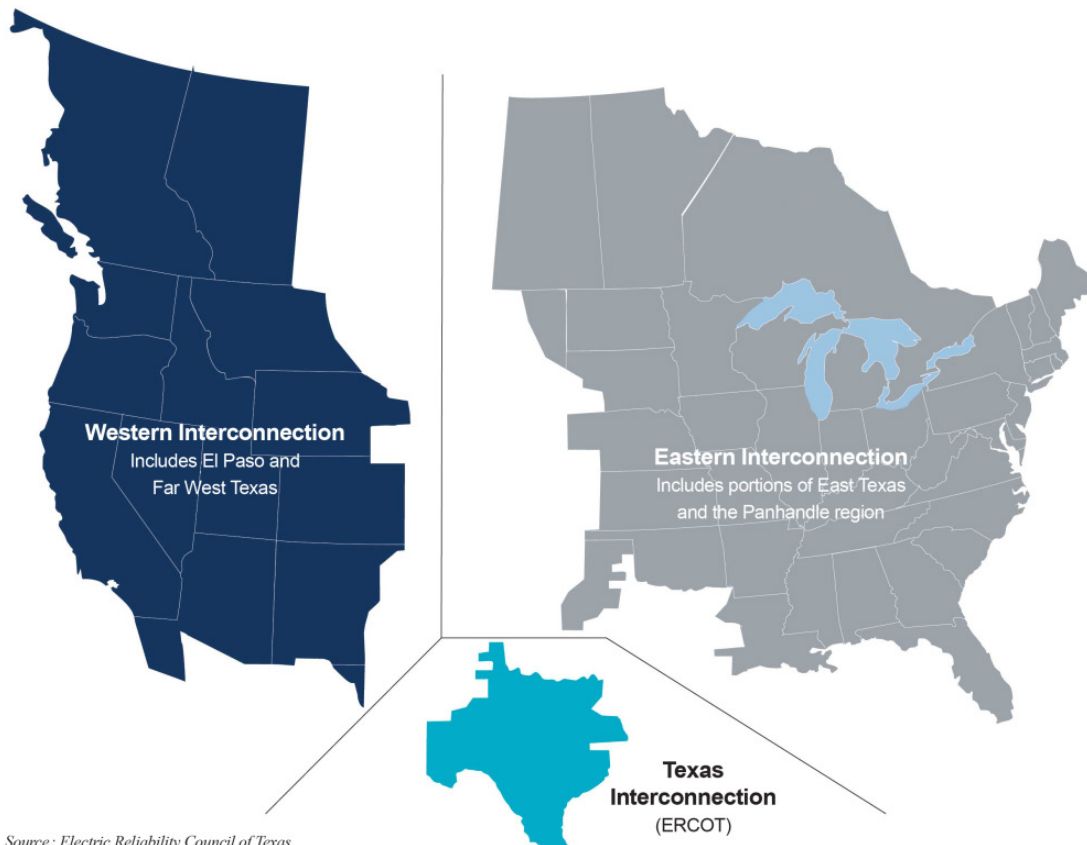 Western Interconnection
Includes El Paso and
Far West Texas
Eastern Interconnection
Includes portions of East Texas
and the Panhandle region
Texas
Interconnection
(ERCOT)
Source: Electric Reliability Council of Texas